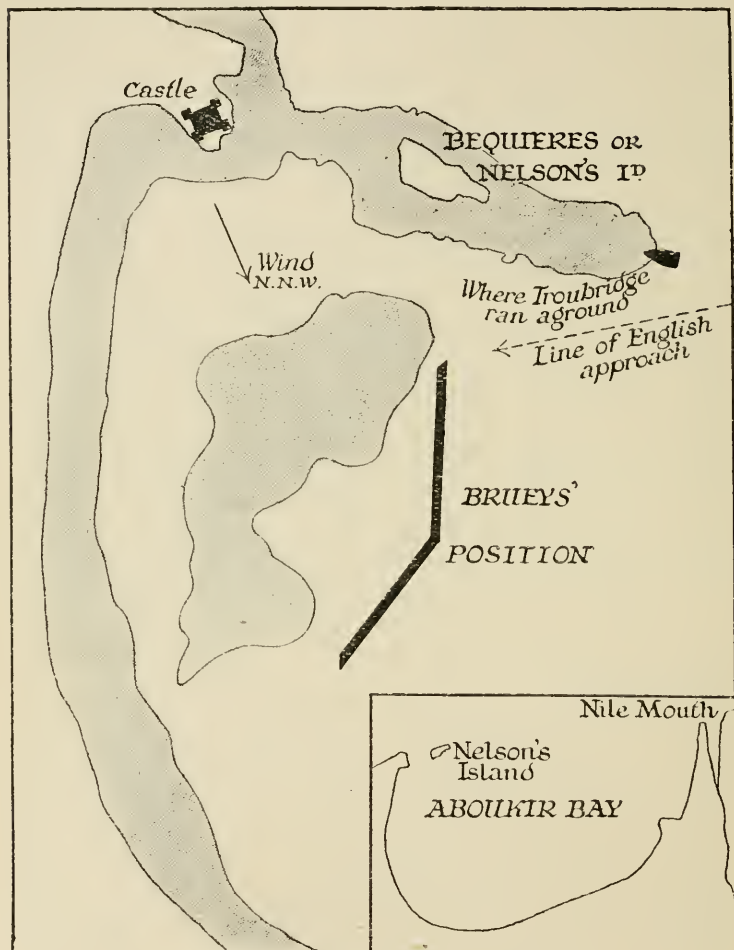 Castle
BEQUIERES OR
NELSON'S ID
Wind
N.N.W.
Where Troubridge
ran aground
Line of English
approach
BRUEYS'
POSITION
Nile Mouth
Nelson's
Island
ABOUKIR BAY